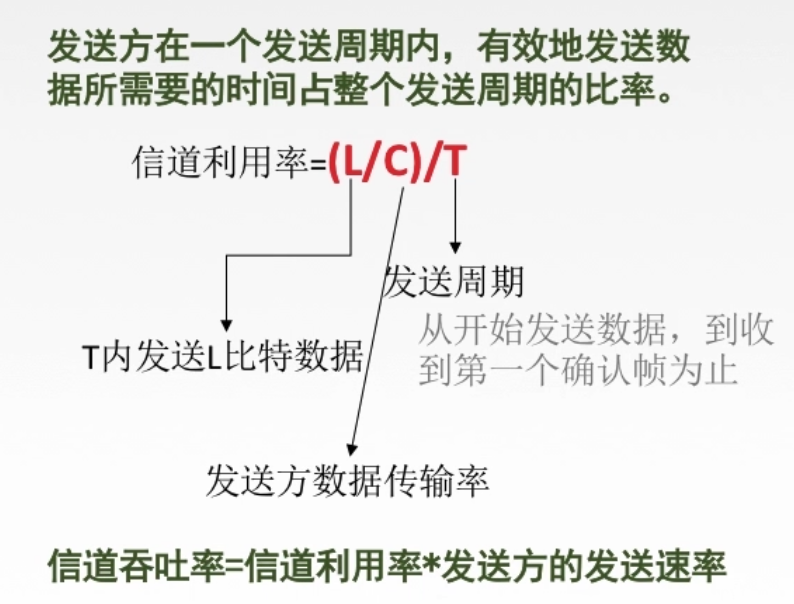 发送方在一个发送周期内，有效地发送数
据所需要的时间占整个发送周期的比率。
信道利用率=(L/C)/T
发送周期
从开始发送数据，到收
到第一个确认帧为止
T内发送L比特数据
发送方数据传输率
信道吞吐率=信道利用率*发送方的发送速率